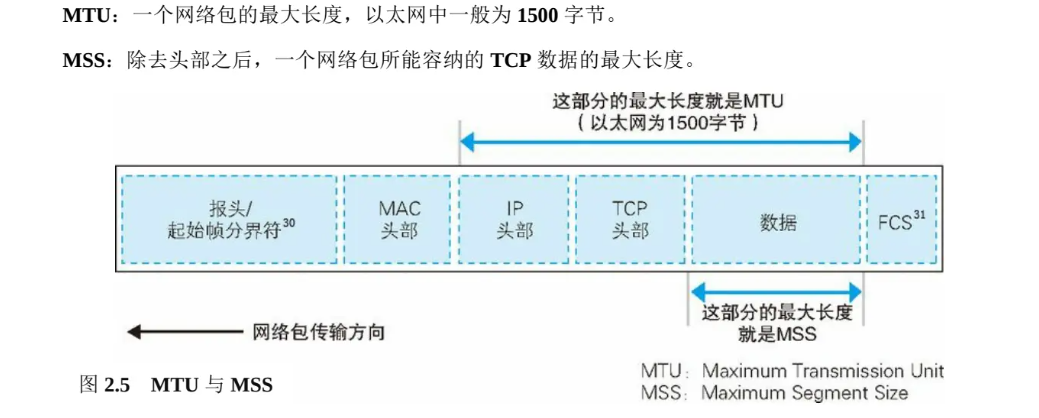 MTU：一个网络包的最大长度，以太网中一般为 1500 字节。
MSS：除去头部之后，一个网络包所能容纳的 TCP 数据的最大长度。
这部分的最大长度就是MTU
（以太网为1500字节）
报头/
起始帧分界符30
MAC
头部
IP
头部
TCP
头部
数据
FCS31
这部分的最大长度
就是MSS
网络包传输方向
MTU：Maximum Transmission Unit
MSS：Maximum Segment Size
图 2.5 MTU 与 MSS